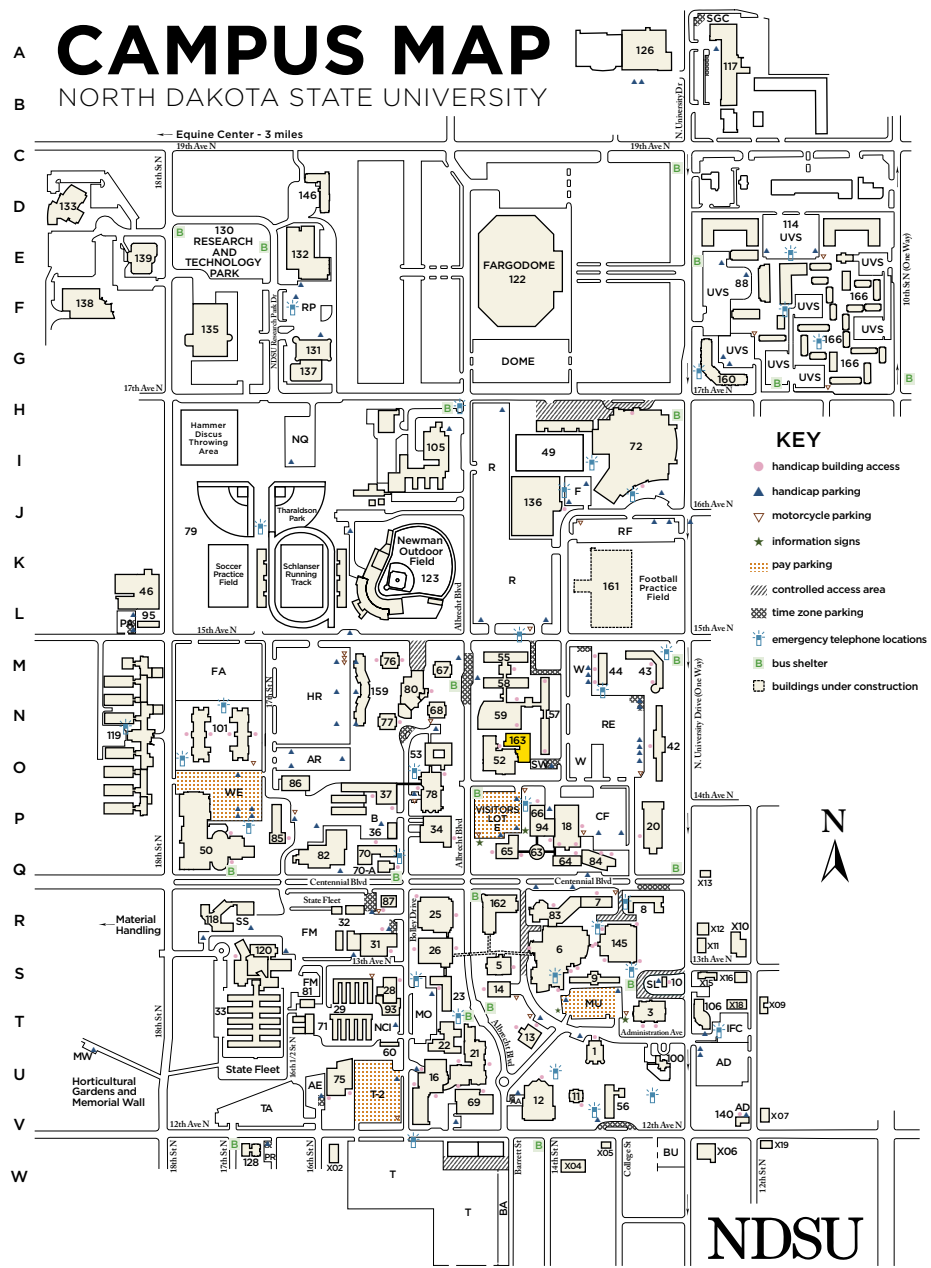 CAMPUS MAP
NORTH DAKOTA STATE UNIVERSITY
A
B
C
D
E
F
G
H
I
J
K
L
M
N
O
P
Q
R
S
T
U
V
W
126
SGC
117
N. University Dr
Equine Center - 3 miles
19th Ave N
19th Ave N
18th St N
B
133
146
130
RESEARCH
AND
TECHNOLOGY
PARK
B
B
132
139
138
135
RP
NDSU Research Park Dr
131
137
17th Ave N
FARGODOME
122
DOME
114
UVS
B
UVS
88
UVS
166
UVS
UVS
166
UVS
166
UVS
UVS
160
B
B
17th Ave N
10th St N (One Way)
Hammer
Discus
Throwing
Area
NQ
105
B
R
49
72
B
136
F
16th Ave N
RF
79
Tharaldson
Park
Soccer
Practice
Field
Schlanser
Running
Track
Newman
Outdoor
Field
123
Albrecht Blvd
R
161
Football
Practice
Field
46
95
15th Ave N
15th Ave N
KEY
handicap building access
handicap parking
motorcycle parking
information signs
pay parking
controlled access area
time zone parking
emergency telephone locations
B
bus shelter
buildings under construction
FA
17th St N
HR
159
76
80
67
B
68
77
55
58
59
57
163
52
SW
W
44
43
B
RE
42
W
N. University Drive (One Way)
119
101
AR
53
WE
86
37
78
B
36
34
50
85
82
70
70-A
B
B
Centennial Blvd
Centennial Blvd
18th St N
Albrecht Blvd
B
VISITORS
LOT
E
66
94
18
CF
20
65
63
64
84
B
14th Ave N
N
X13
Material
Handling
118
SS
State Fleet
32
87
FM
31
13th Ave N
Bolley Drive
25
26
B
162
83
7
8
6
145
5
14
9
MU
B
SL
10
3
Administration Ave
X12
X10
X11
13th Ave N
X15
X16
106
X18
X09
IFC
120
33
FM
81
29
28
93
71
NCI
60
18th St N
16th 1/2 St N
MO
23
B
B
22
21
13
Albrecht Blvd
1
100
AD
MW
Horticultural
Gardens and
Memorial Wall
State Fleet
AE
75
T-2
16
69
AA
12
11
56
TA
12th Ave N
12th Ave N
140
AD
X07
18th St N
17th St N
B
128
PR
16th St N
X02
T
T
BA
Barrett St
B
14th St N
X04
X05
College St
BU
X06
12th St N
X19
NDSU